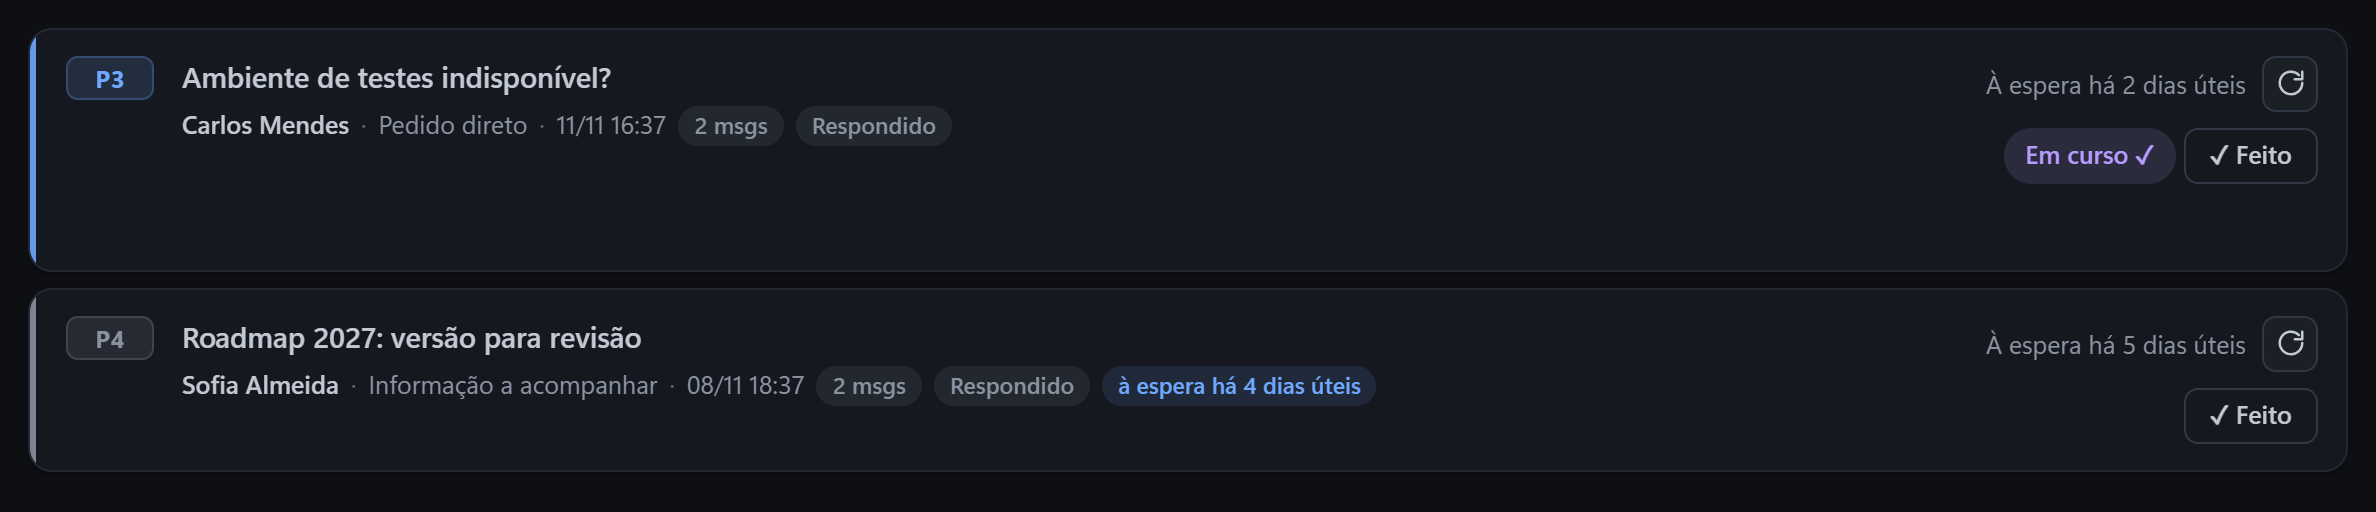 P3 Ambiente de testes indisponível? À espera há 2 dias úteis
Carlos Mendes · Pedido direto · 11/11 16:37 2 msgs Respondido
Em curso ✓ ✓ Feito
P4 Roadmap 2027: versão para revisão À espera há 5 dias úteis
Sofia Almeida · Informação a acompanhar · 08/11 18:37 2 msgs Respondido à espera há 4 dias úteis
✓ Feito